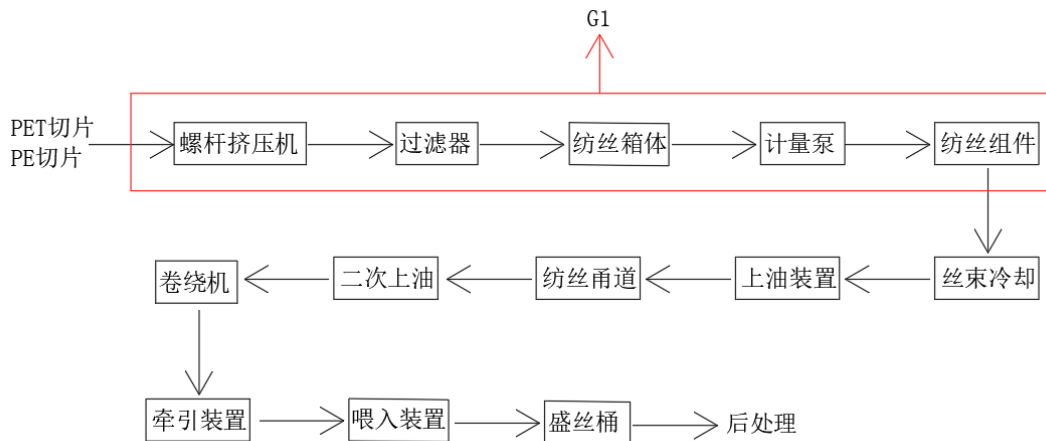 G1
PET切片
PE切片
螺杆挤压机
过滤器
纺丝箱体
计量泵
纺丝组件
卷绕机
二次上油
纺丝甬道
上油装置
丝束冷却
牵引装置
喂入装置
盛丝桶
后处理